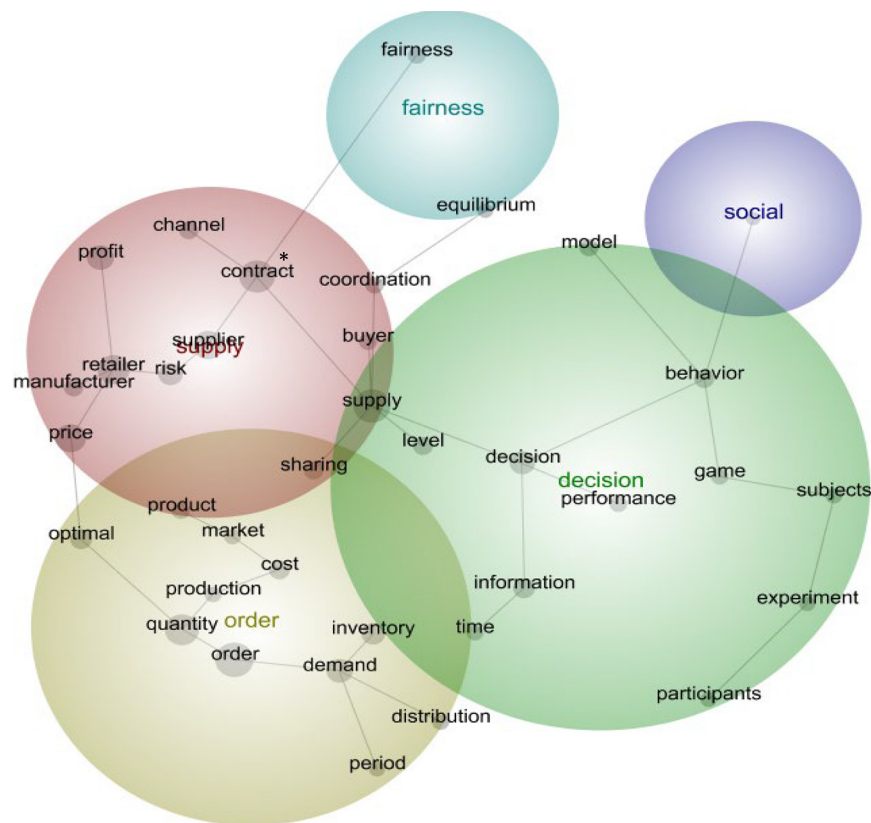 fairness
fairness
equilibrium
social
channel
profit
contract *
coordination
model
supplier
supply
buyer
retailer
risk
manufacturer
behavior
price
supply
level
sharing
decision
decision
performance
game
subjects
product
optimal
market
cost
production
information
experiment
quantity
order
inventory
time
order
demand
participants
distribution
period